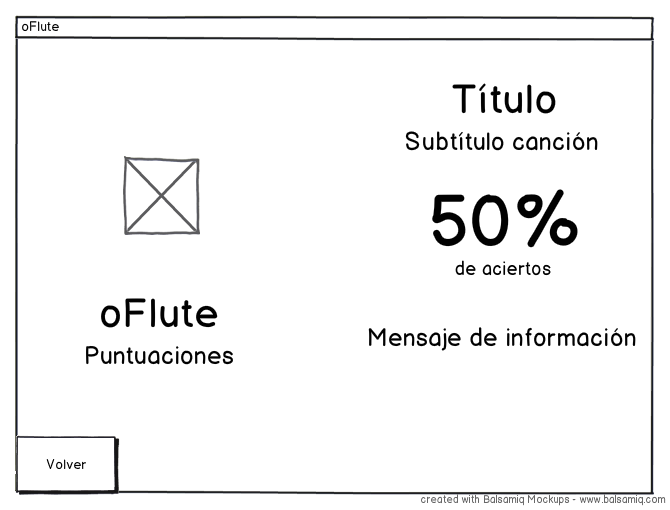 oFlute
Título
Subtítulo canción
50%
de aciertos
oFlute
Puntuaciones
Mensaje de información
Volver
created with Balsamiq Mockups - www.balsamiq.com